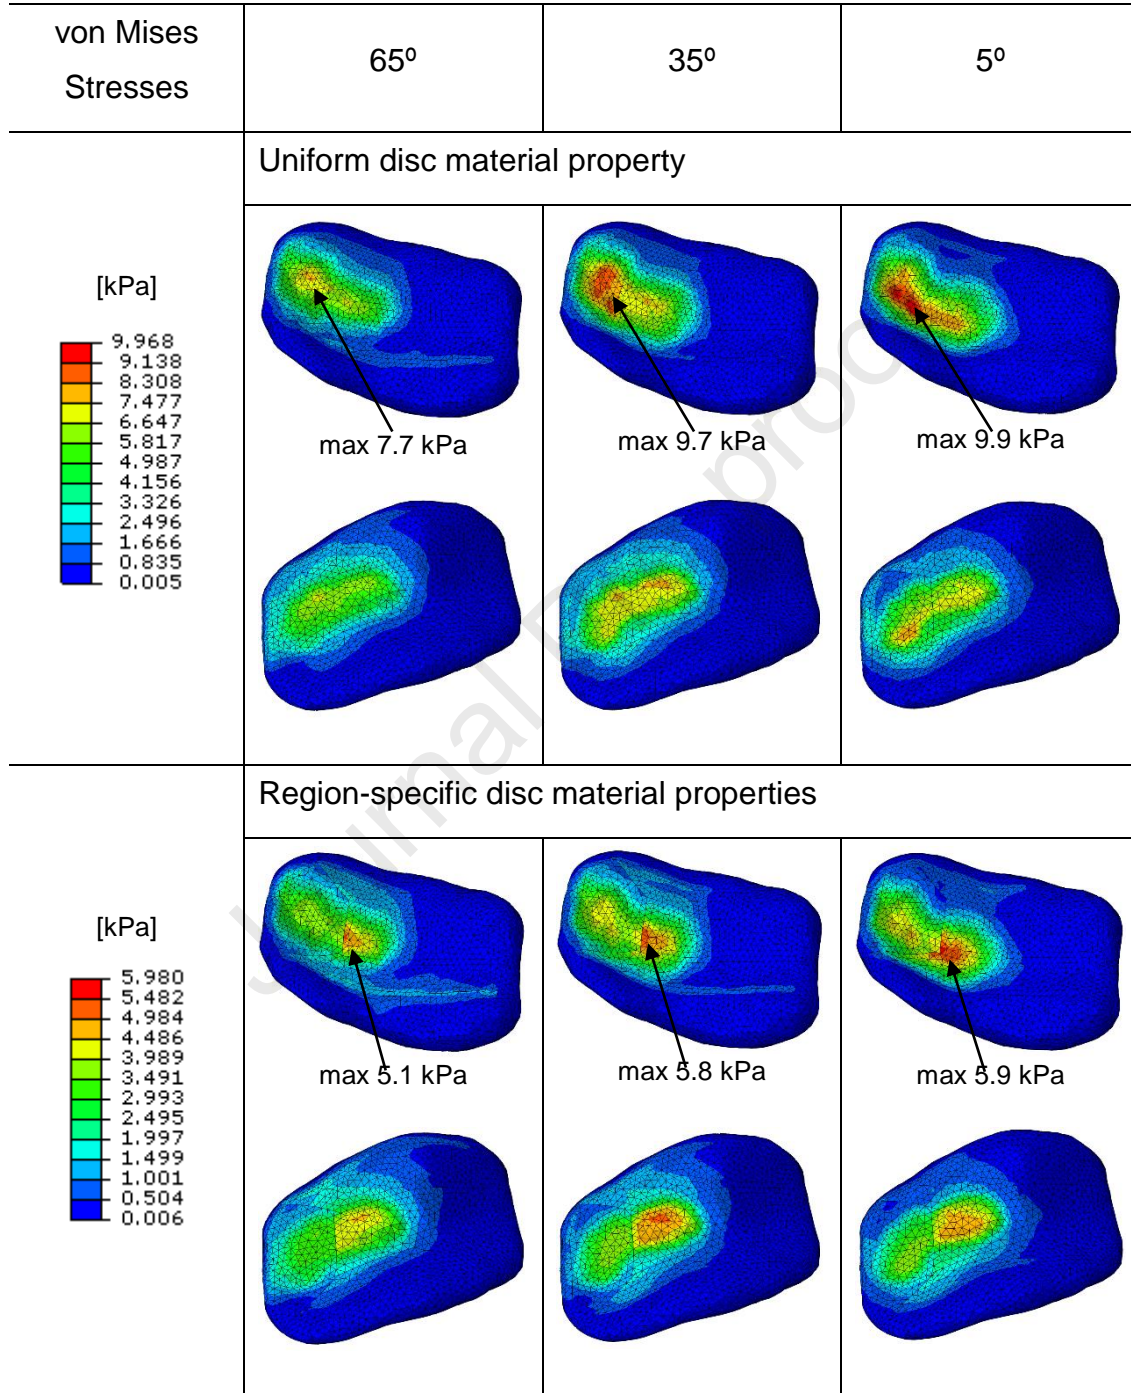 von Mises
Stresses
65º
35º
5º
Uniform disc material property
[kPa]
9.968
9.138
8.308
7.477
6.647
5.817
4.987
4.156
3.326
2.496
1.666
0.835
0.005
max 7.7 kPa
max 9.7 kPa
max 9.9 kPa
Region-specific disc material properties
[kPa]
5.980
5.482
4.984
4.486
3.989
3.491
2.993
2.495
1.997
1.499
1.001
0.504
0.006
max 5.1 kPa
max 5.8 kPa
max 5.9 kPa